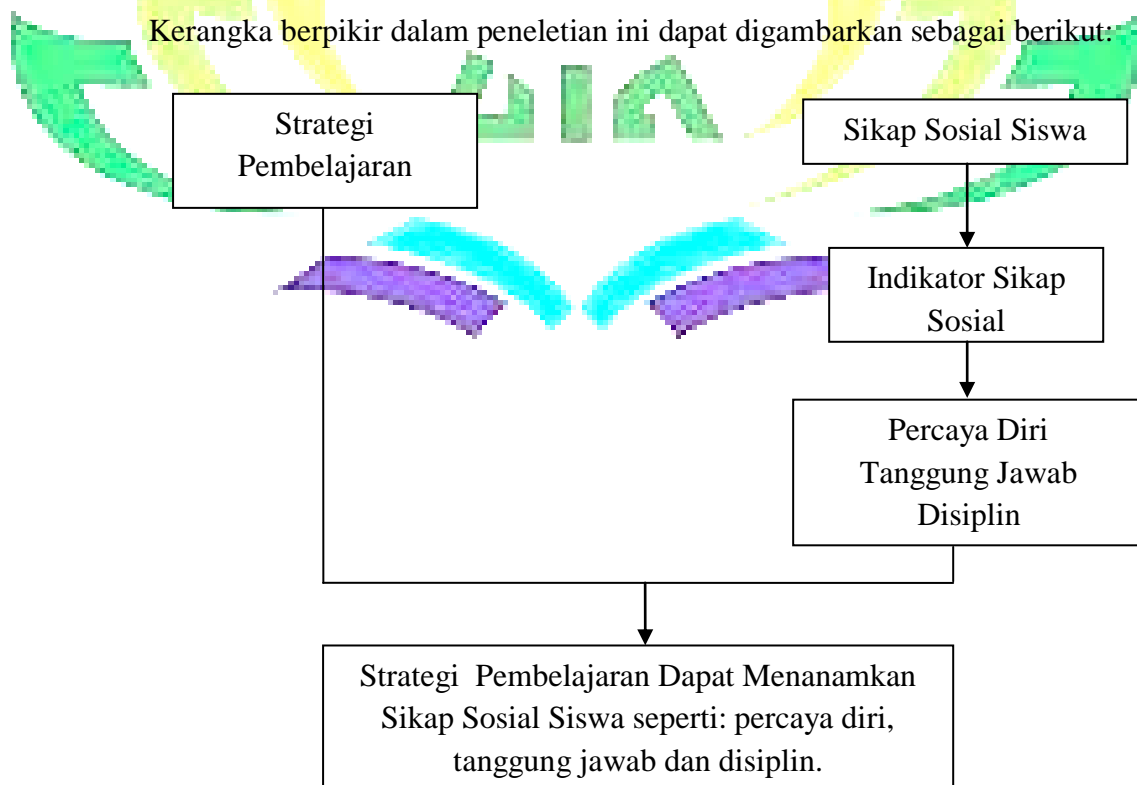 Kerangka berpikir dalam peneletian ini dapat digambarkan sebagai berikut:
Strategi
Pembelajaran
Sikap Sosial Siswa
Indikator Sikap
Sosial
Percaya Diri
Tanggung Jawab
Disiplin
Strategi Pembelajaran Dapat Menanamkan
Sikap Sosial Siswa seperti: percaya diri,
tanggung jawab dan disiplin.